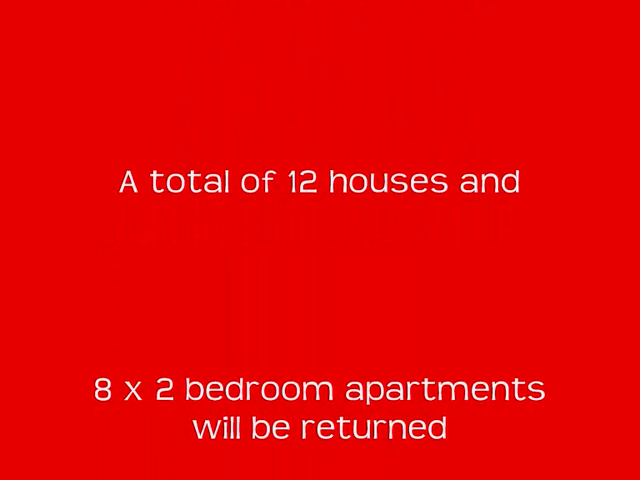 A total of 12 houses and
8 x 2 bedroom apartments
will be returned